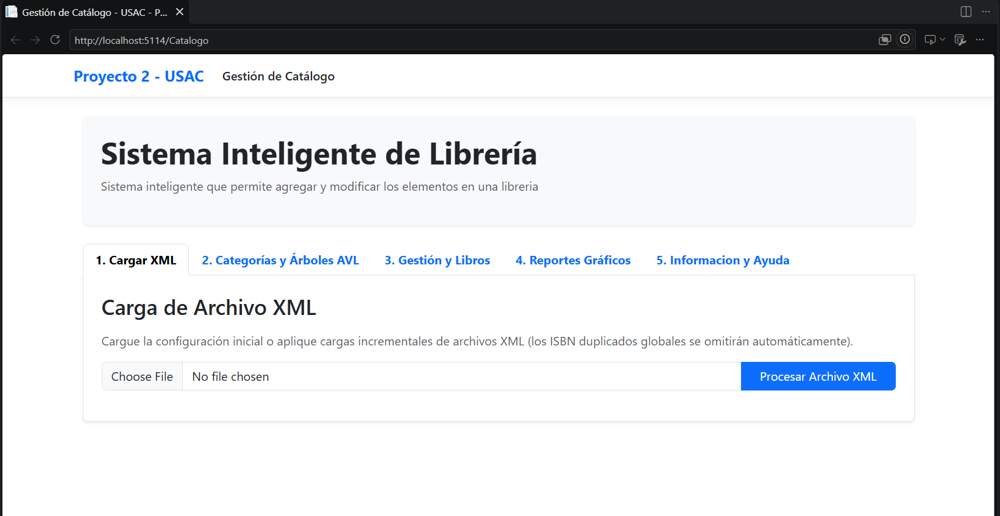 Gestión de Catálogo - USAC - P...
http://localhost:5114/Catalogo
Proyecto 2 - USAC Gestión de Catálogo
Sistema Inteligente de Librería
Sistema inteligente que permite agregar y modificar los elementos en una libreria
1. Cargar XML 2. Categorías y Árboles AVL 3. Gestión y Libros 4. Reportes Gráficos 5. Informacion y Ayuda
Carga de Archivo XML
Cargue la configuración inicial o aplique cargas incrementales de archivos XML (los ISBN duplicados globales se omitirán automáticamente).
Choose File No file chosen Procesar Archivo XML